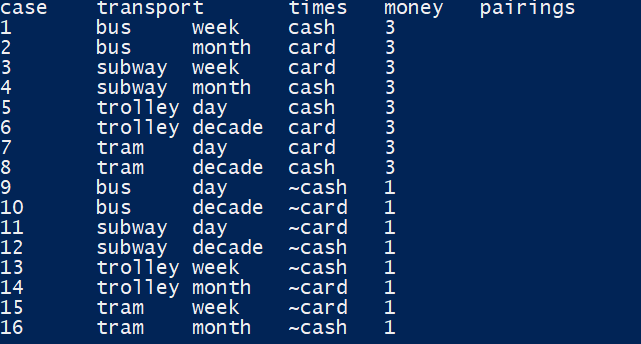 case transport times money pairings
1 bus week cash 3
2 bus month card 3
3 subway week card 3
4 subway month cash 3
5 trolley day cash 3
6 trolley decade card 3
7 tram day card 3
8 tram decade cash 3
9 bus day ~cash 1
10 bus decade ~card 1
11 subway day ~card 1
12 subway decade ~cash 1
13 trolley week ~cash 1
14 trolley month ~card 1
15 tram week ~card 1
16 tram month ~cash 1